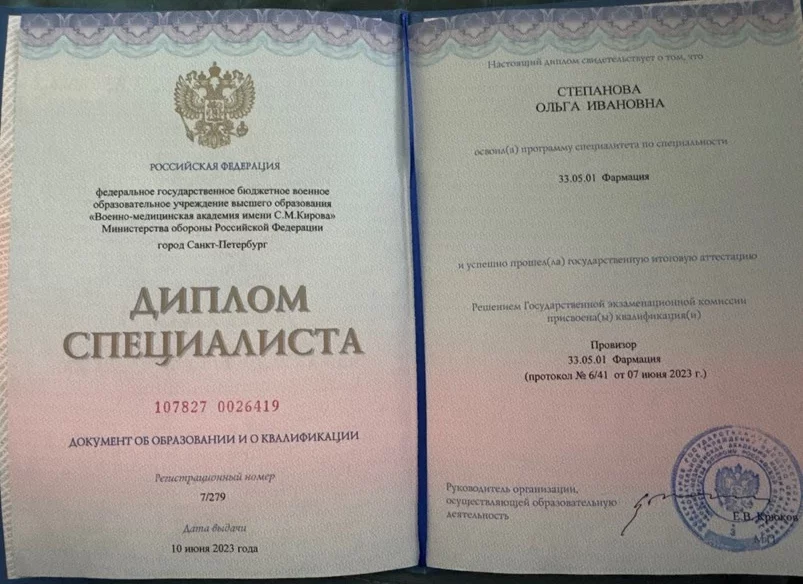 РОССИЙСКАЯ ФЕДЕРАЦИЯ
федеральное государственное бюджетное военное
образовательное учреждение высшего образования
«Военно-медицинская академия имени С.М.Кирова»
Министерства обороны Российской Федерации
город Санкт-Петербург
ДИПЛОМ
СПЕЦИАЛИСТА
107827 0026419
ДОКУМЕНТ ОБ ОБРАЗОВАНИИ И О КВАЛИФИКАЦИИ
Регистрационный номер
7/279
Дата выдачи
10 июня 2023 года
Настоящий диплом свидетельствует о том, что
СТЕПАНОВА
ОЛЬГА ИВАНОВНА
освоил(а) программу специалитета по специальности
33.05.01 Фармация
и успешно прошел(ла) государственную итоговую аттестацию
Решением Государственной экзаменационной комиссии
присвоена(ы) квалификация(и)
Провизор
33.05.01 Фармация
(протокол № 6/41 от 07 июня 2023 г.)
Руководитель организации,
осуществляющей образовательную
деятельность
Е.В. Крюков
М.П.